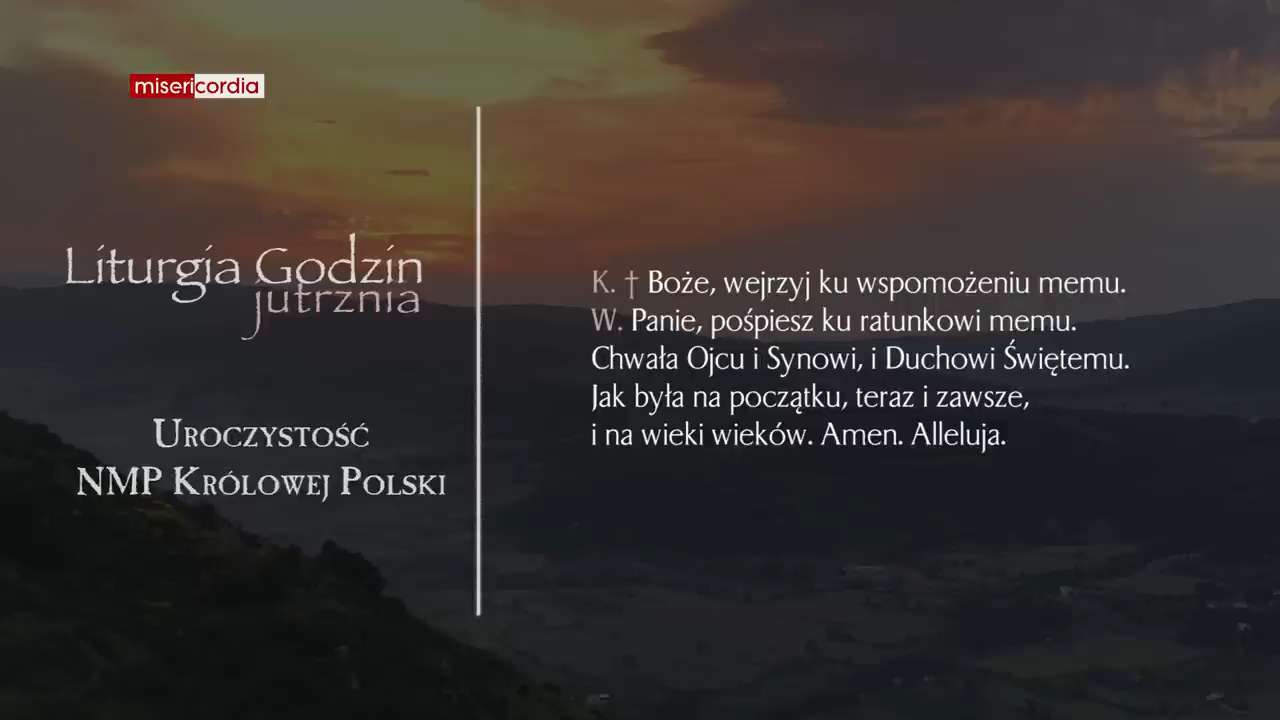 misericordia
Liturgia Godzin
jutrznia
Uroczystość
NMP Królowej Polski
K. † Boże, wejrzyj ku wspomożeniu memu.
W. Panie, pośpiesz ku ratunkowi memu.
Chwała Ojcu i Synowi, i Duchowi Świętemu.
Jak była na początku, teraz i zawsze,
i na wieki wieków. Amen. Alleluja.